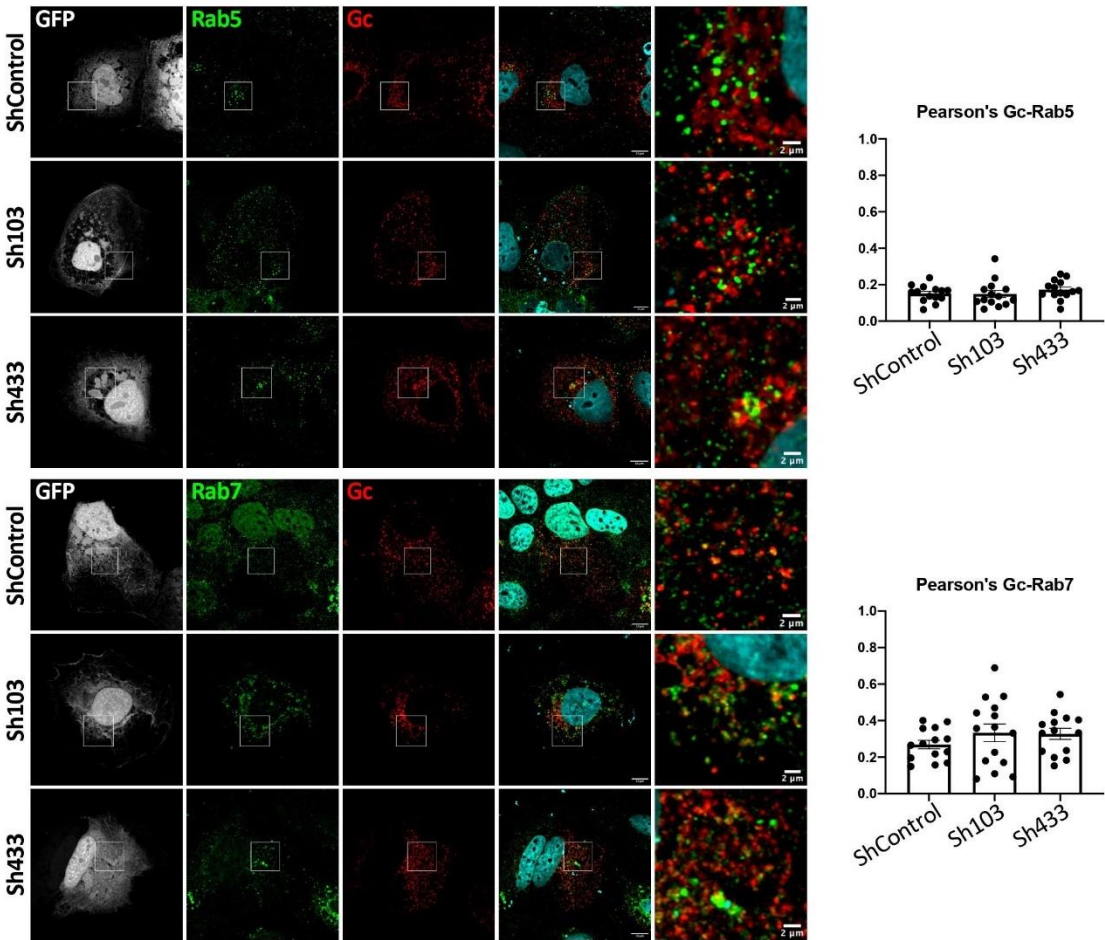 GFP Rab5 Gc
ShControl
2 µm
Sh103
2 µm
Sh433
2 µm
Pearson's Gc-Rab5
1.0
0.8
0.6
0.4
0.2
0.0
ShControl Sh103 Sh433
GFP Rab7 Gc
ShControl
2 µm
Sh103
2 µm
Sh433
2 µm
Pearson's Gc-Rab7
1.0
0.8
0.6
0.4
0.2
0.0
ShControl Sh103 Sh433